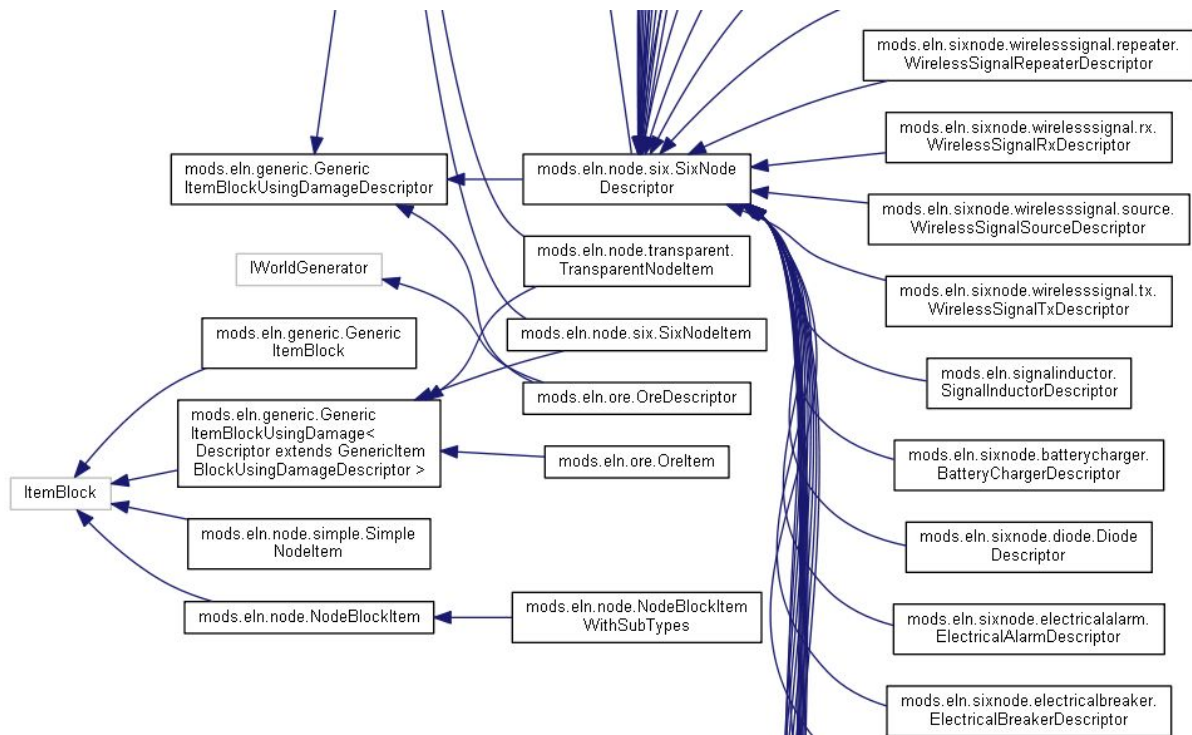 mods.eln.sixnode.wirelesssignal.repeater.
WirelessSignalRepeaterDescriptor
mods.eln.sixnode.wirelesssignal.rx.
WirelessSignalRxDescriptor
mods.eln.generic.Generic
ItemBlockUsingDamageDescriptor
mods.eln.node.six.SixNode
Descriptor
mods.eln.sixnode.wirelesssignal.source.
WirelessSignalSourceDescriptor
mods.eln.node.transparent.
TransparentNodeItem
IWorldGenerator
mods.eln.sixnode.wirelesssignal.tx.
WirelessSignalTxDescriptor
mods.eln.generic.Generic
ItemBlock
mods.eln.node.six.SixNodeItem
mods.eln.signalinductor.
SignalInductorDescriptor
mods.eln.ore.OreDescriptor
mods.eln.generic.Generic
ItemBlockUsingDamage<
Descriptor extends GenericItem
BlockUsingDamageDescriptor >
mods.eln.ore.OreItem
mods.eln.sixnode.batterycharger.
BatteryChargerDescriptor
ItemBlock
mods.eln.node.simple.Simple
NodeItem
mods.eln.sixnode.diode.Diode
Descriptor
mods.eln.node.NodeBlockItem
mods.eln.node.NodeBlockItem
WithSubTypes
mods.eln.sixnode.electricalalarm.
ElectricalAlarmDescriptor
mods.eln.sixnode.electricalbreaker.
ElectricalBreakerDescriptor